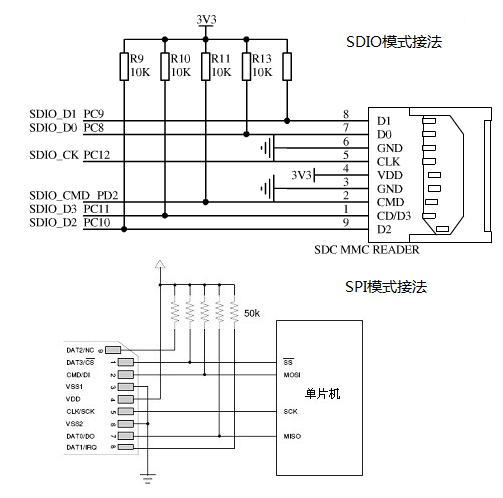 3V3
SDIO模式接法
R9 R10 R11 R13
10K 10K 10K 10K
SDIO_D1 PC9 8 D1
SDIO_D0 PC8 7 D0
6 GND
SDIO_CK PC12 5 CLK
3V3 4 VDD
3 GND
SDIO_CMD PD2 2 CMD
SDIO_D3 PC11 1 CD/D3
SDIO_D2 PC10 9 D2
SDC MMC READER
SPI模式接法
50k
DAT2/NC 9
DAT3/CS 1 SS
CMD/DI 2 MOSI
VSS1 3
单片机
VDD 4
CLK/SCK 5 SCK
VSS2 6
DAT0/DO 7 MISO
DAT1/IRQ 8